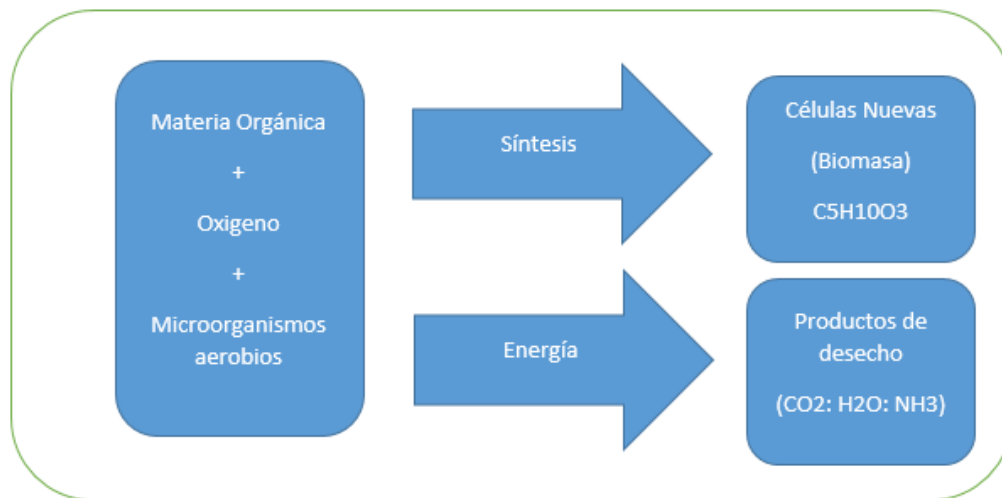 Materia Orgánica
+
Oxigeno
+
Microorganismos
aerobios
Síntesis
Células Nuevas
(Biomasa)
C5H10O3
Energía
Productos de
desecho
(CO2: H2O: NH3)